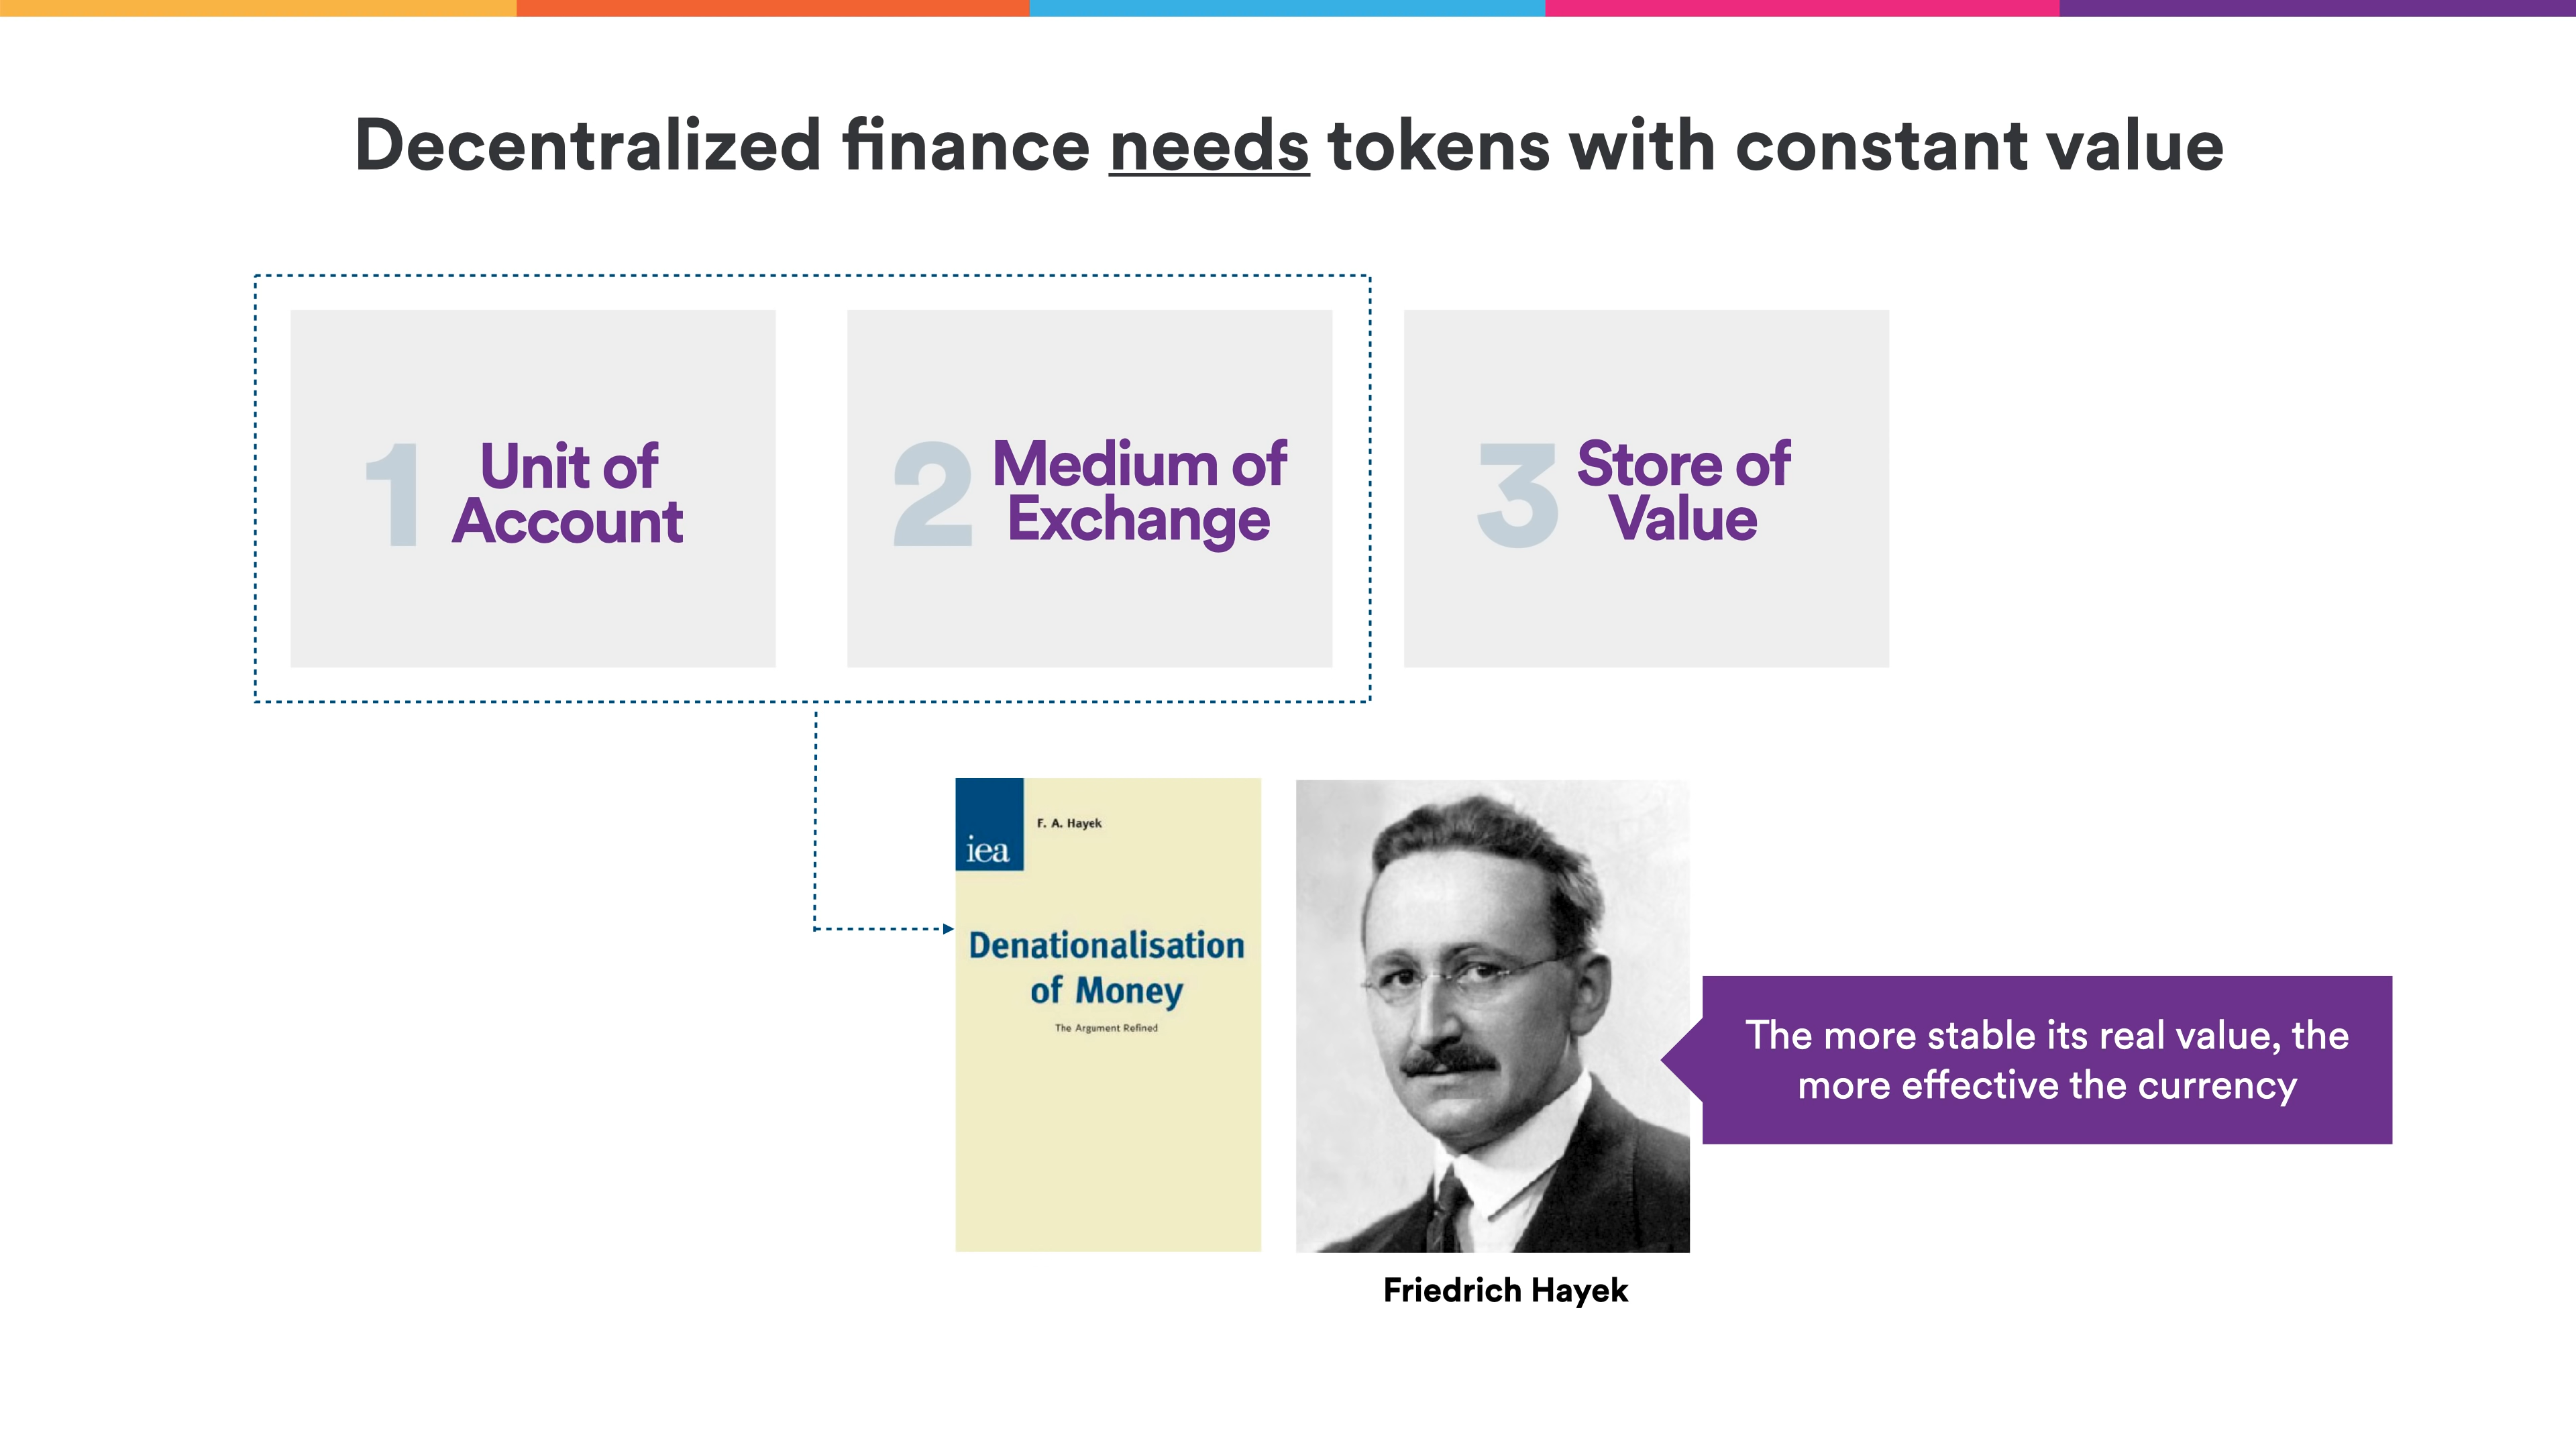 Decentralized finance needs tokens with constant value
1
Unit of
Account
2
Medium of
Exchange
3
Store of
Value
iea
F. A. Hayek
Denationalisation
of Money
The Argument Refined
The more stable its real value, the
more effective the currency
Friedrich Hayek